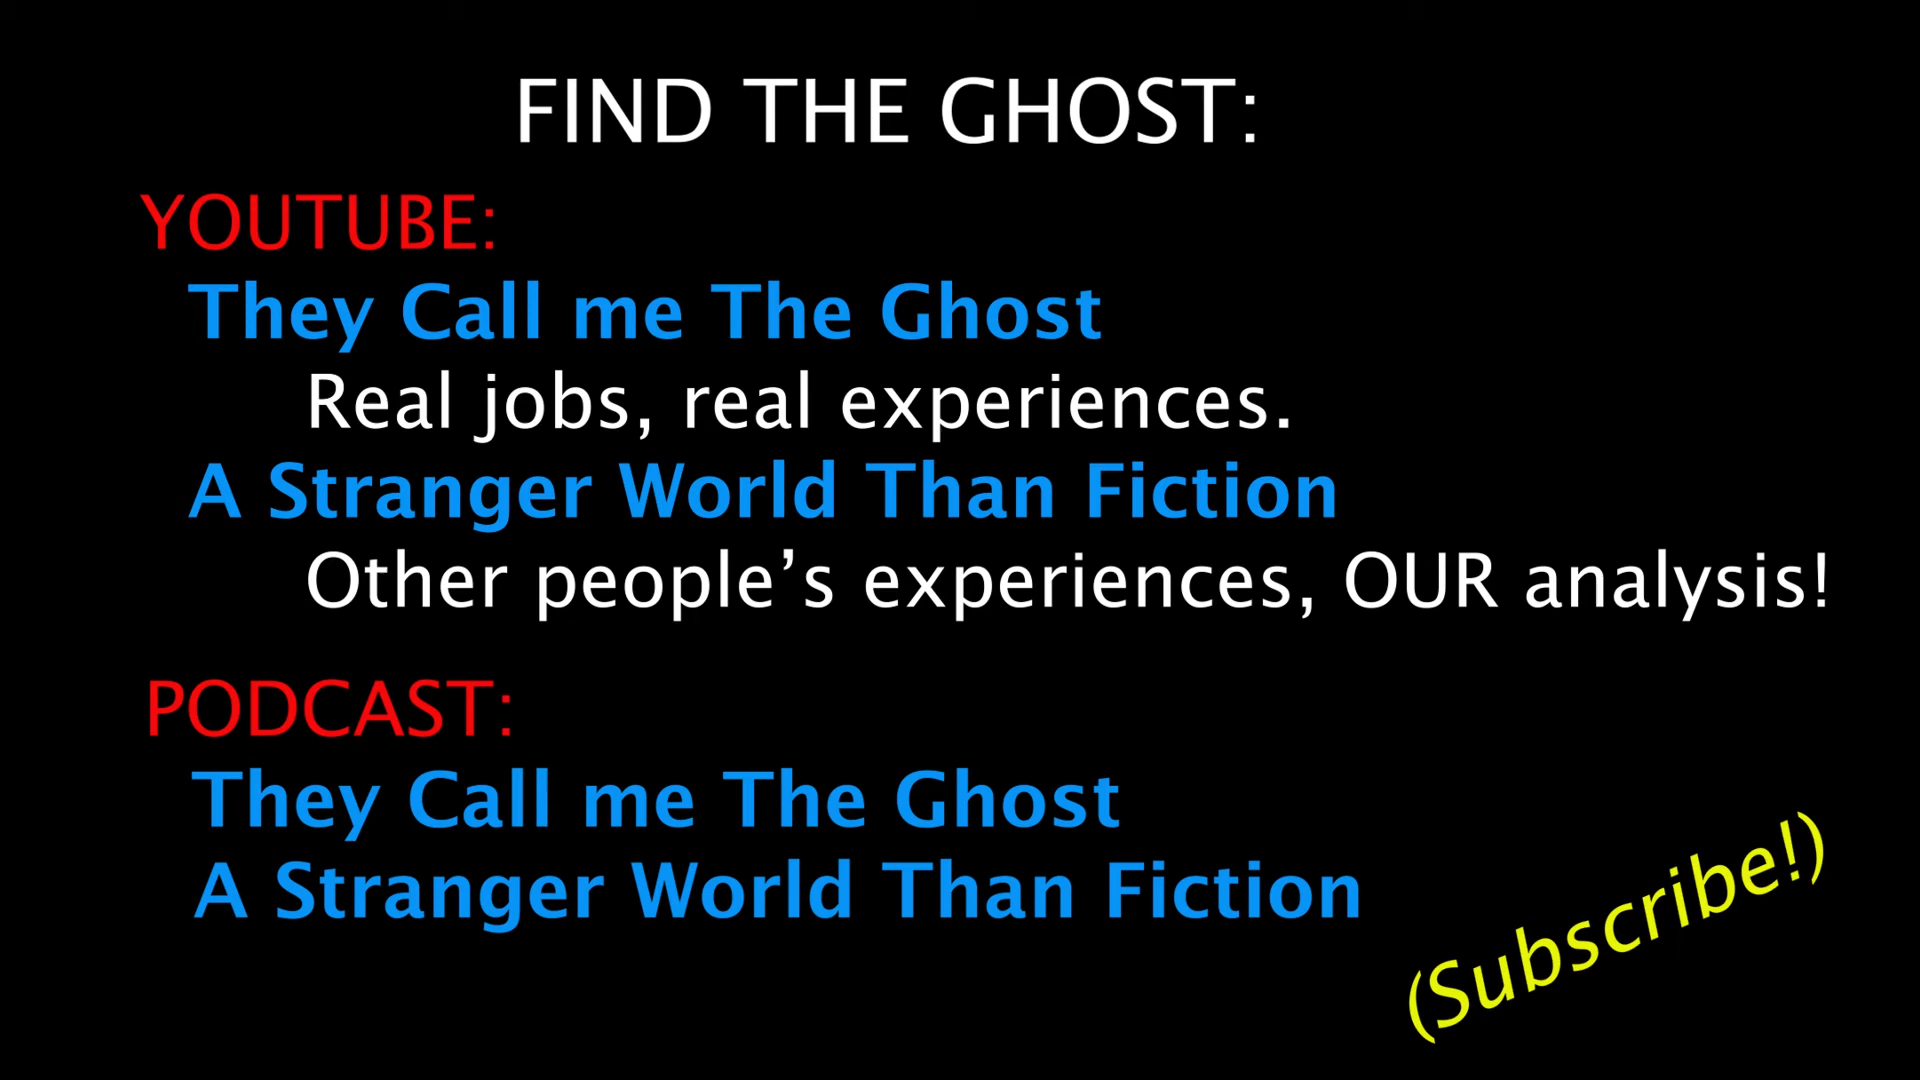 FIND THE GHOST:
YOUTUBE:
They Call me The Ghost
Real jobs, real experiences.
A Stranger World Than Fiction
Other people’s experiences, OUR analysis!
PODCAST:
They Call me The Ghost
A Stranger World Than Fiction
(Subscribe!)